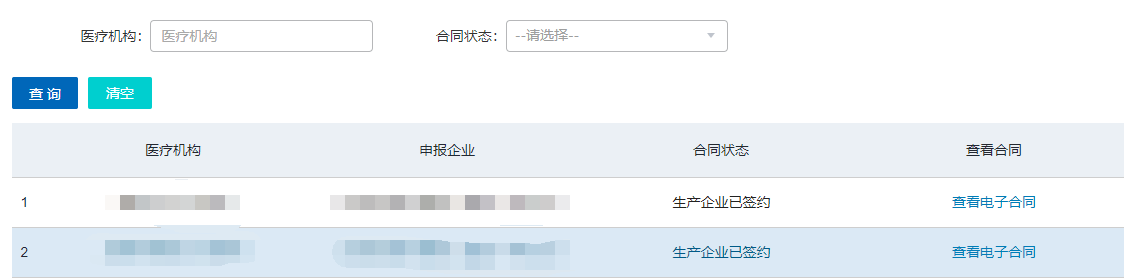 医疗机构： 医疗机构 合同状态： --请选择--
查 询 清空
医疗机构 申报企业 合同状态 查看合同
1 生产企业已签约 查看电子合同
2 生产企业已签约 查看电子合同